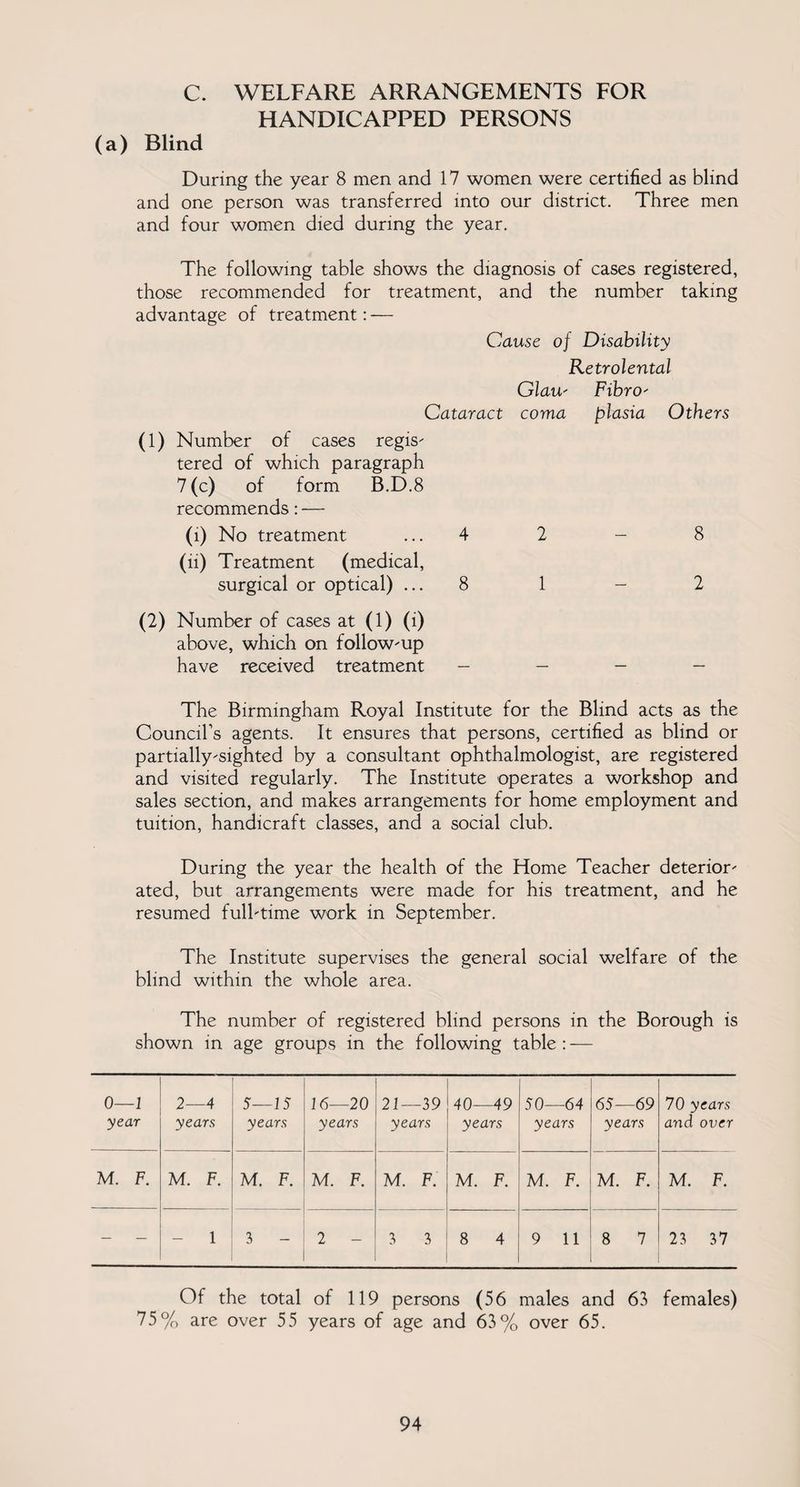 C. WELFARE ARRANGEMENTS FOR
HANDICAPPED PERSONS
(a) Blind
During the year 8 men and 17 women were certified as blind
and one person was transferred into our district. Three men
and four women died during the year.
The following table shows the diagnosis of cases registered,
those recommended for treatment, and the number taking
advantage of treatment : —
Cause of Disability
Retrolental
Glau- Fibro-
Cataract coma plasia Others
(1) Number of cases regis-
tered of which paragraph
7(c) of form B.D.8
recommends : —
(i) No treatment ... 4 2 – 8
(ii) Treatment (medical,
surgical or optical) ... 8 1 – 2
(2) Number of cases at (1) (i)
above, which on follow-up
have received treatment – – – –
The Birmingham Royal Institute for the Blind acts as the
Council's agents. It ensures that persons, certified as blind or
partially-sighted by a consultant ophthalmologist, are registered
and visited regularly. The Institute operates a workshop and
sales section, and makes arrangements for home employment and
tuition, handicraft classes, and a social club.
During the year the health of the Home Teacher deterior-
ated, but arrangements were made for his treatment, and he
resumed full-time work in September.
The Institute supervises the general social welfare of the
blind within the whole area.
The number of registered blind persons in the Borough is
shown in age groups in the following table : —
0—1 2—4 5—15 16—20 21—39 40—49 50—64 65—69 70 years
year years years years years years years years and over
M. F. M. F. M. F. M. F. M. F. M. F. M. F. M. F. M. F.
– – – 1 3 – 2 – 3 3 8 4 9 11 8 7 23 37
Of the total of 119 persons (56 males and 63 females)
75% are over 55 years of age and 63% over 65.
94